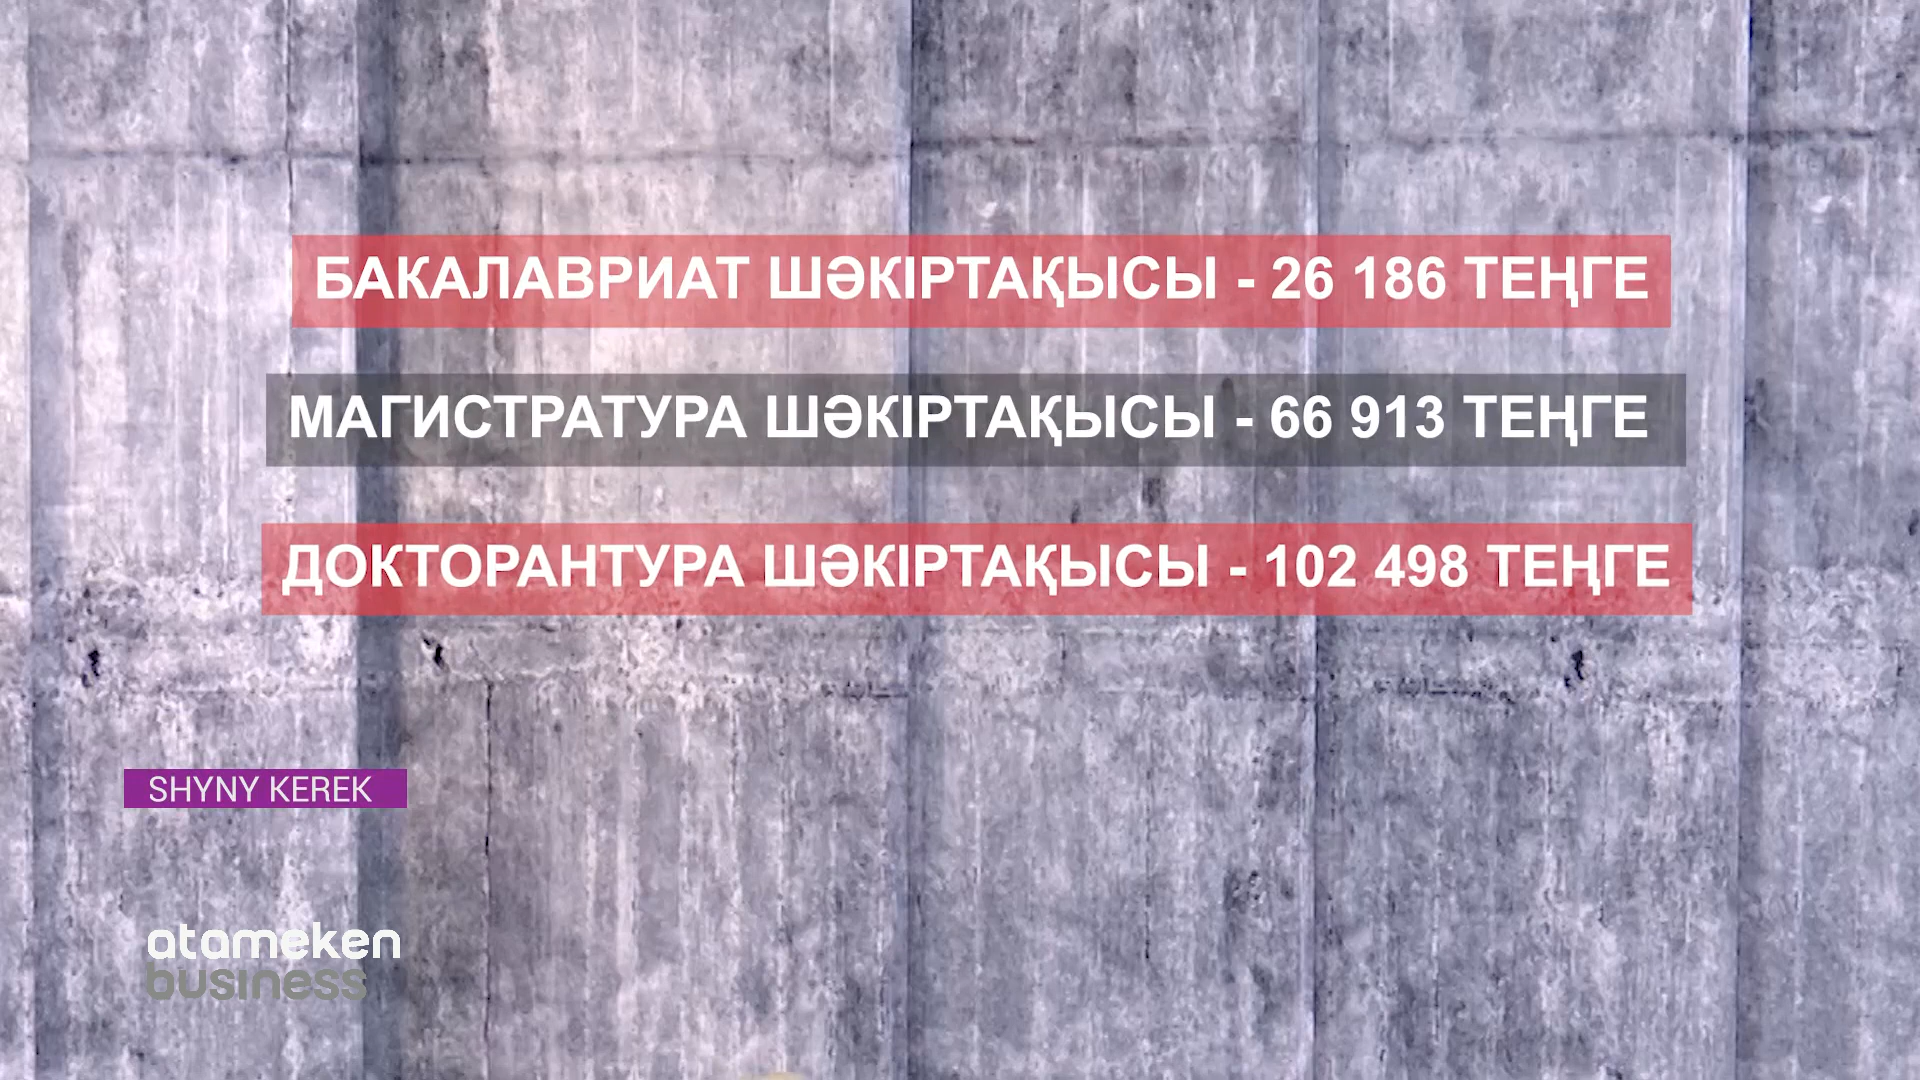 БАКАЛАВРИАТ ШӘКІРТАҚЫСЫ - 26 186 ТЕҢГЕ
МАГИСТРАТУРА ШӘКІРТАҚЫСЫ - 66 913 ТЕҢГЕ
ДОКТОРАНТУРА ШӘКІРТАҚЫСЫ - 102 498 ТЕҢГЕ
SHYNY KEREK
atameken
business